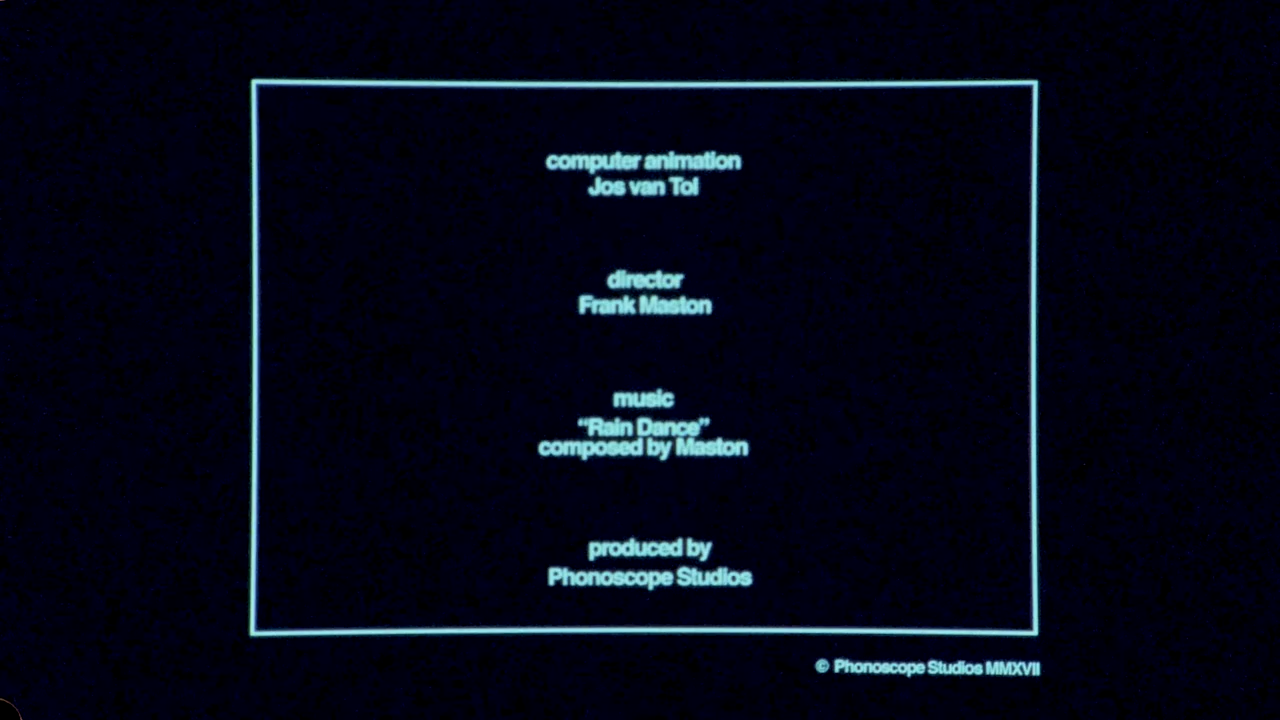 computer animation
Jos van Tol
director
Frank Maston
music
“Rain Dance”
composed by Maston
produced by
Phonoscope Studios
© Phonoscope Studios MMXVII